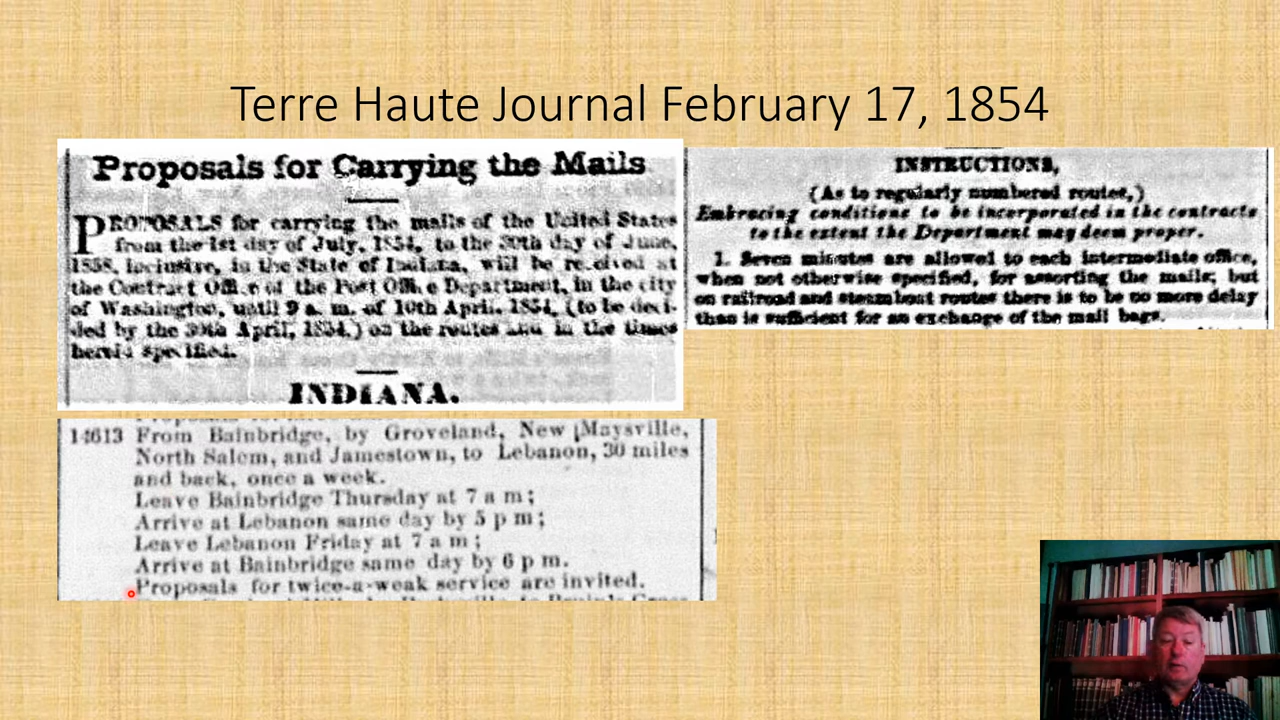 Terre Haute Journal February 17, 1854
Proposals for Carrying the Mails
PROPOSALS for carrying the mails of the United States
from the 1st day of July, 1854, to the 30th day of June,
1858, inclusive, in the State of Indiana, will be received at
the Contract Office of the Post Office Department, in the city
of Washington, until 9 a. m. of 10th April, 1854, (to be deci-
ded by the 30th April, 1854,) on the routes and in the times
herein specified.
INDIANA.
INSTRUCTIONS,
(As to regularly numbered routes,)
Embracing conditions to be incorporated in the contracts
to the extent the Department may deem proper.
1. Seven minutes are allowed to each intermediate office,
when not otherwise specified, for assorting the mails; but
on railroad and steamboat routes there is to be no more delay
than is sufficient for an exchange of the mail bags.
14613 From Bainbridge, by Groveland, New Maysville,
North Salem, and Jamestown, to Lebanon, 30 miles
and back, once a week.
Leave Bainbridge Thursday at 7 a m;
Arrive at Lebanon same day by 5 p m;
Leave Lebanon Friday at 7 a m;
Arrive at Bainbridge same day by 6 p m.
Proposals for twice-a-weak service are invited.